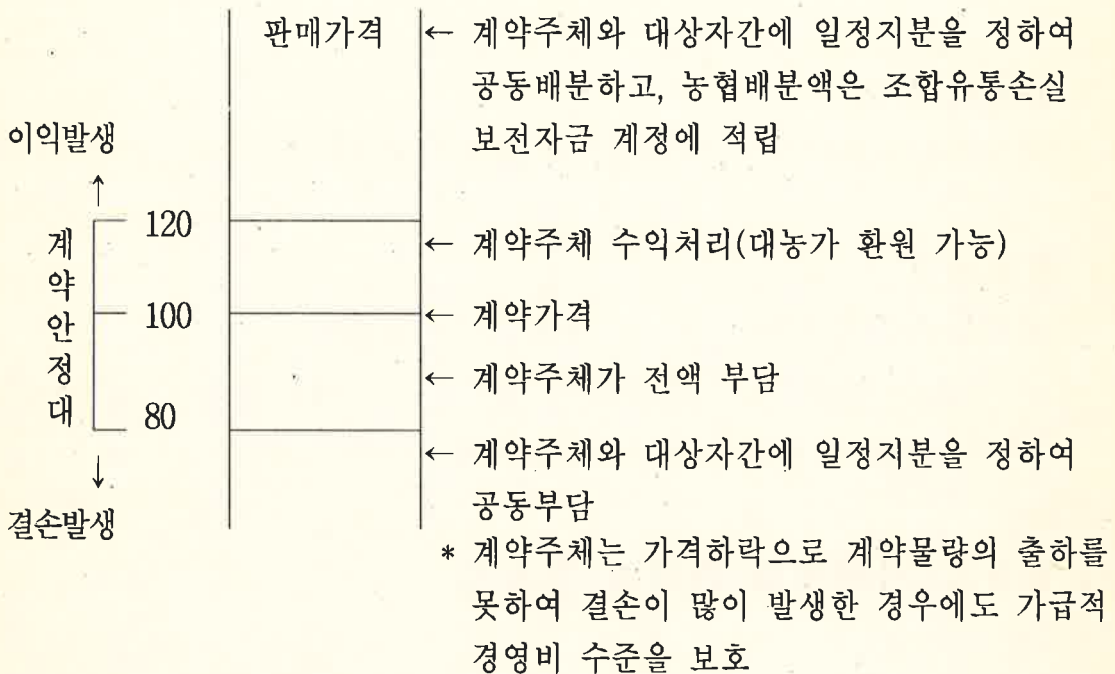 판매가격 ← 계약주체와 대상자간에 일정지분을 정하여
공동배분하고, 농협배분액은 조합유통손실
보전자금 계정에 적립
이익발생
↑
120
← 계약주체 수익처리(대농가 환원 가능)
계약안정대
100 ← 계약가격
← 계약주체가 전액 부담
80
← 계약주체와 대상자간에 일정지분을 정하여
공동부담
↓
결손발생
* 계약주체는 가격하락으로 계약물량의 출하를
못하여 결손이 많이 발생한 경우에도 가급적
경영비 수준을 보호